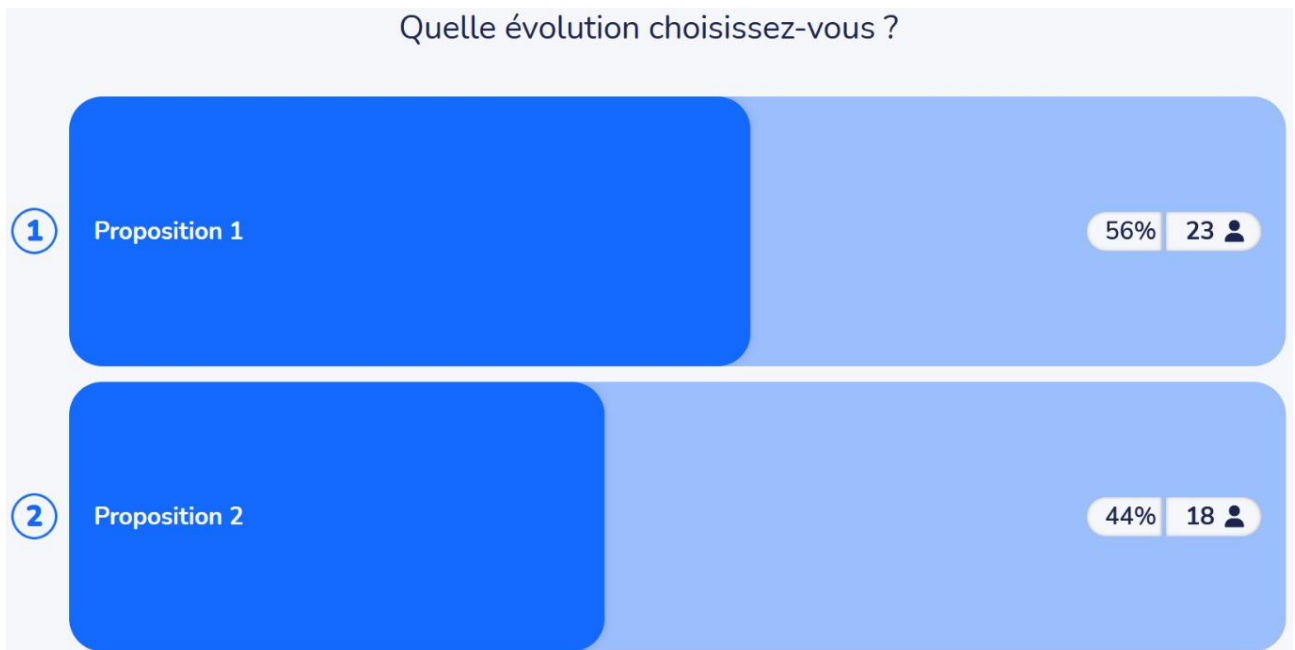 Quelle évolution choisissez-vous ?
1 Proposition 1 56% 23
2 Proposition 2 44% 18